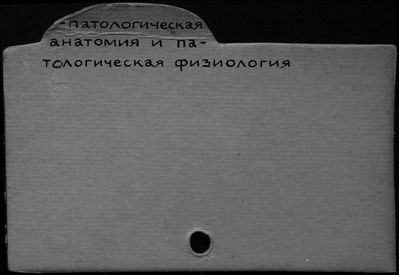 -патологическая
анатомия и па-
тологическая физиология